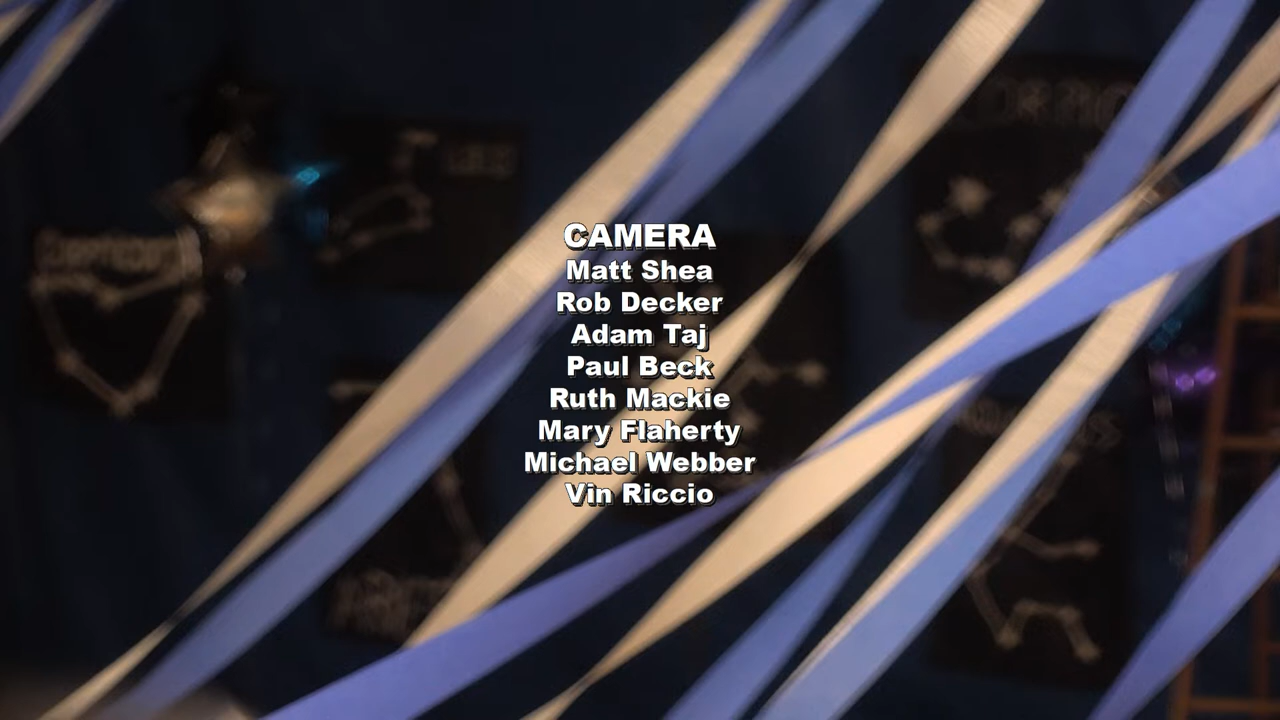 CAMERA
Matt Shea
Rob Decker
Adam Taj
Paul Beck
Ruth Mackie
Mary Flaherty
Michael Webber
Vin Riccio